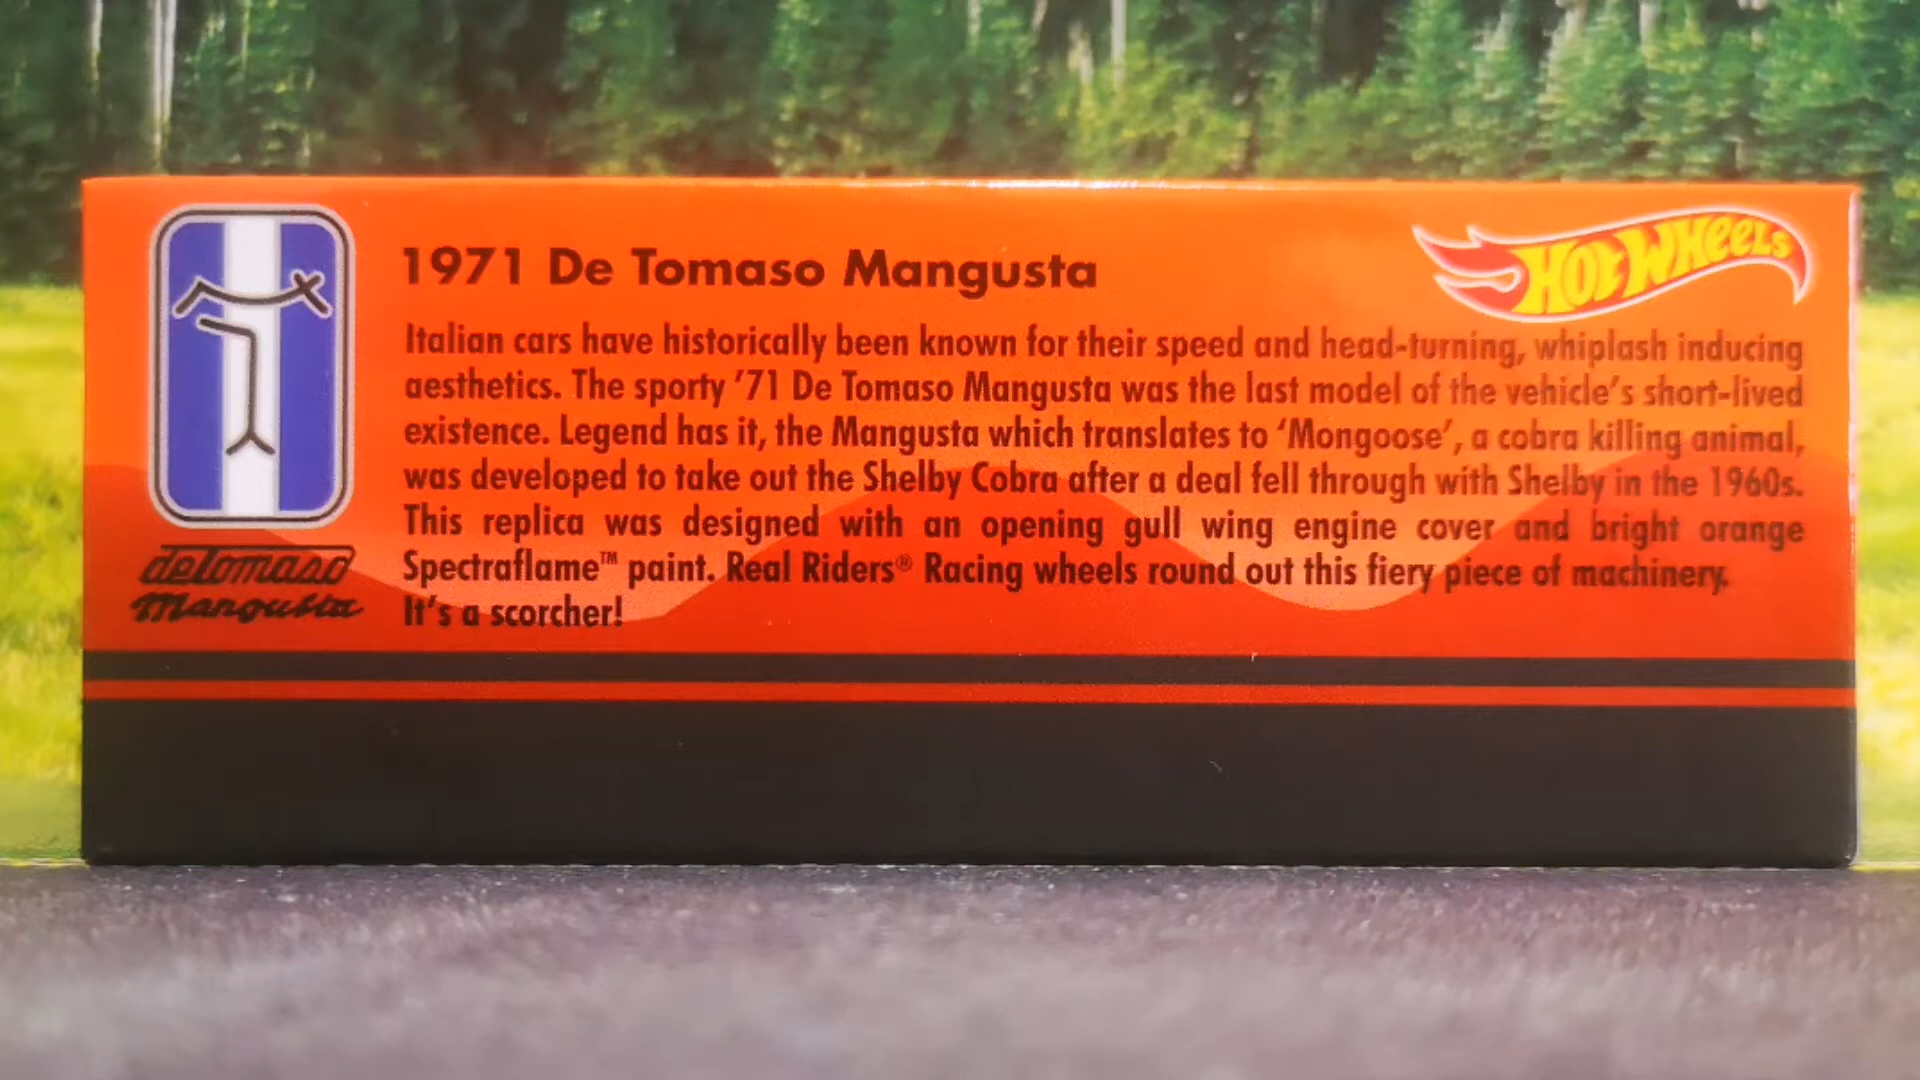 1971 De Tomaso Mangusta
HOT WHEELS
Italian cars have historically been known for their speed and head-turning, whiplash inducing
aesthetics. The sporty '71 De Tomaso Mangusta was the last model of the vehicle's short-lived
existence. Legend has it, the Mangusta which translates to 'Mongoose', a cobra killing animal,
was developed to take out the Shelby Cobra after a deal fell through with Shelby in the 1960s.
This replica was designed with an opening gull wing engine cover and bright orange
Spectraflame™ paint. Real Riders® Racing wheels round out this fiery piece of machinery.
It's a scorcher!
deTomaso
Mangusta